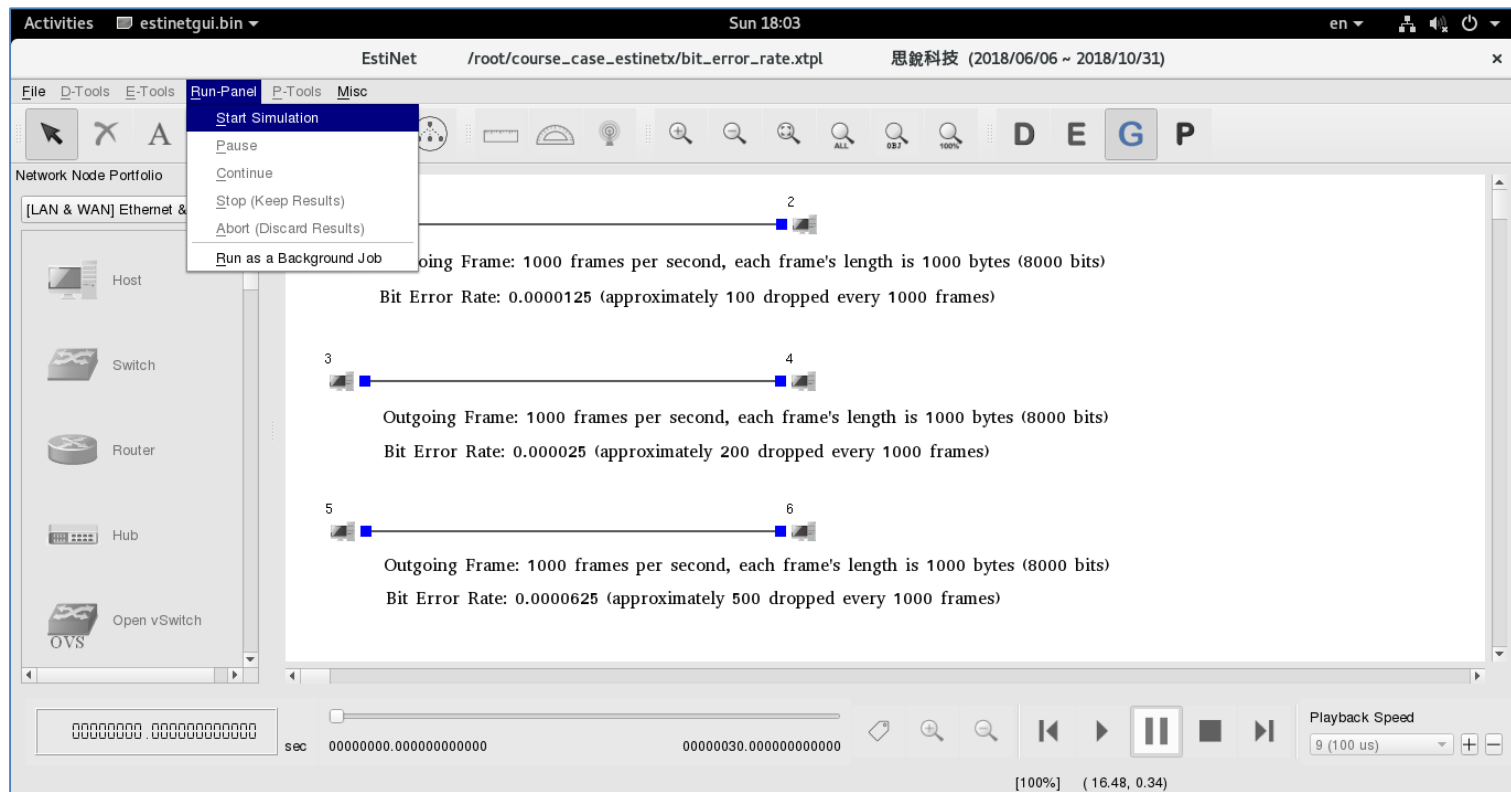 Activities estinetgui.bin Sun 18:03 en
EstiNet /root/course_case_estinetx/bit_error_rate.xtpl 思銳科技 (2018/06/06 ~ 2018/10/31) ×
File D-Tools E-Tools Run-Panel P-Tools Misc
Start Simulation
Pause
Continue
Stop (Keep Results)
Abort (Discard Results)
Run as a Background Job
A ALL OBJ 100% D E G P
Network Node Portfolio
[LAN & WAN] Ethernet &
Host
Switch
Router
Hub
Open vSwitch
OVS
2
oing Frame: 1000 frames per second, each frame's length is 1000 bytes (8000 bits)
Bit Error Rate: 0.0000125 (approximately 100 dropped every 1000 frames)
3 4
Outgoing Frame: 1000 frames per second, each frame's length is 1000 bytes (8000 bits)
Bit Error Rate: 0.000025 (approximately 200 dropped every 1000 frames)
5 6
Outgoing Frame: 1000 frames per second, each frame's length is 1000 bytes (8000 bits)
Bit Error Rate: 0.0000625 (approximately 500 dropped every 1000 frames)
00000000.000000000000 sec
00000000.000000000000 00000030.000000000000
Playback Speed
9 (100 us)
[100%] ( 16.48, 0.34)